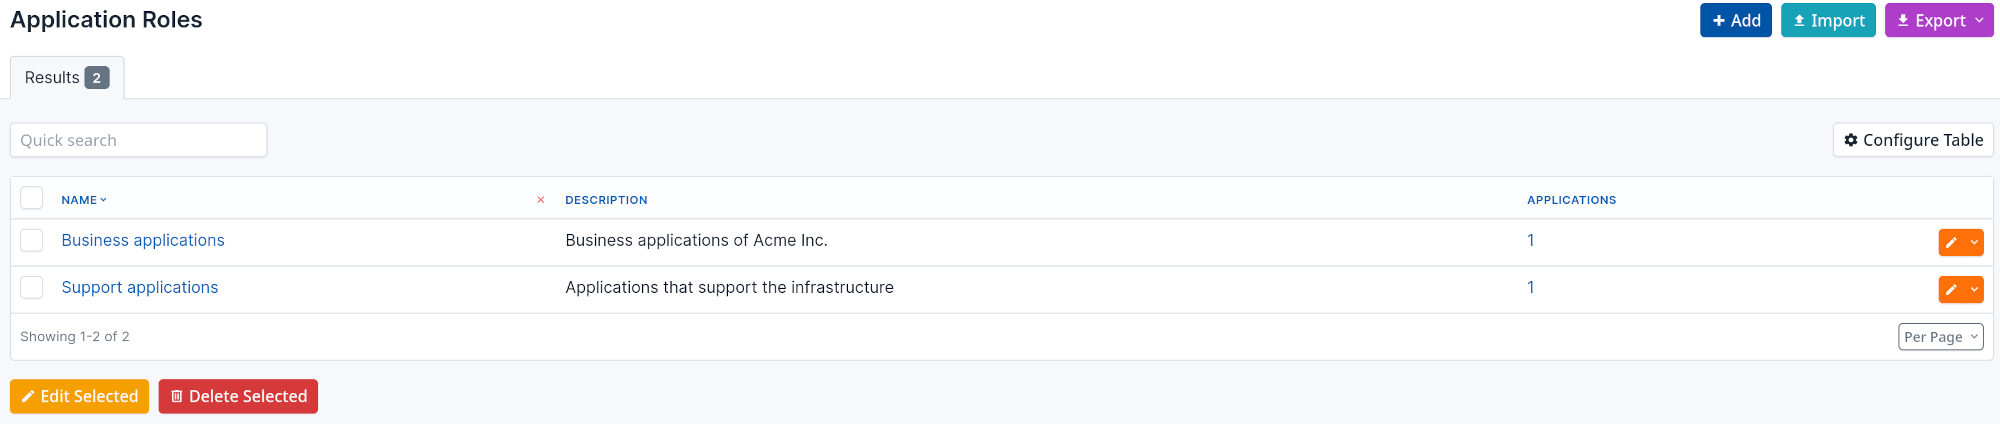 Application Roles
Add
Import
Export
Results 2
Quick search
Configure Table
NAME DESCRIPTION APPLICATIONS
Business applications Business applications of Acme Inc. 1
Support applications Applications that support the infrastructure 1
Showing 1-2 of 2
Per Page
Edit Selected
Delete Selected